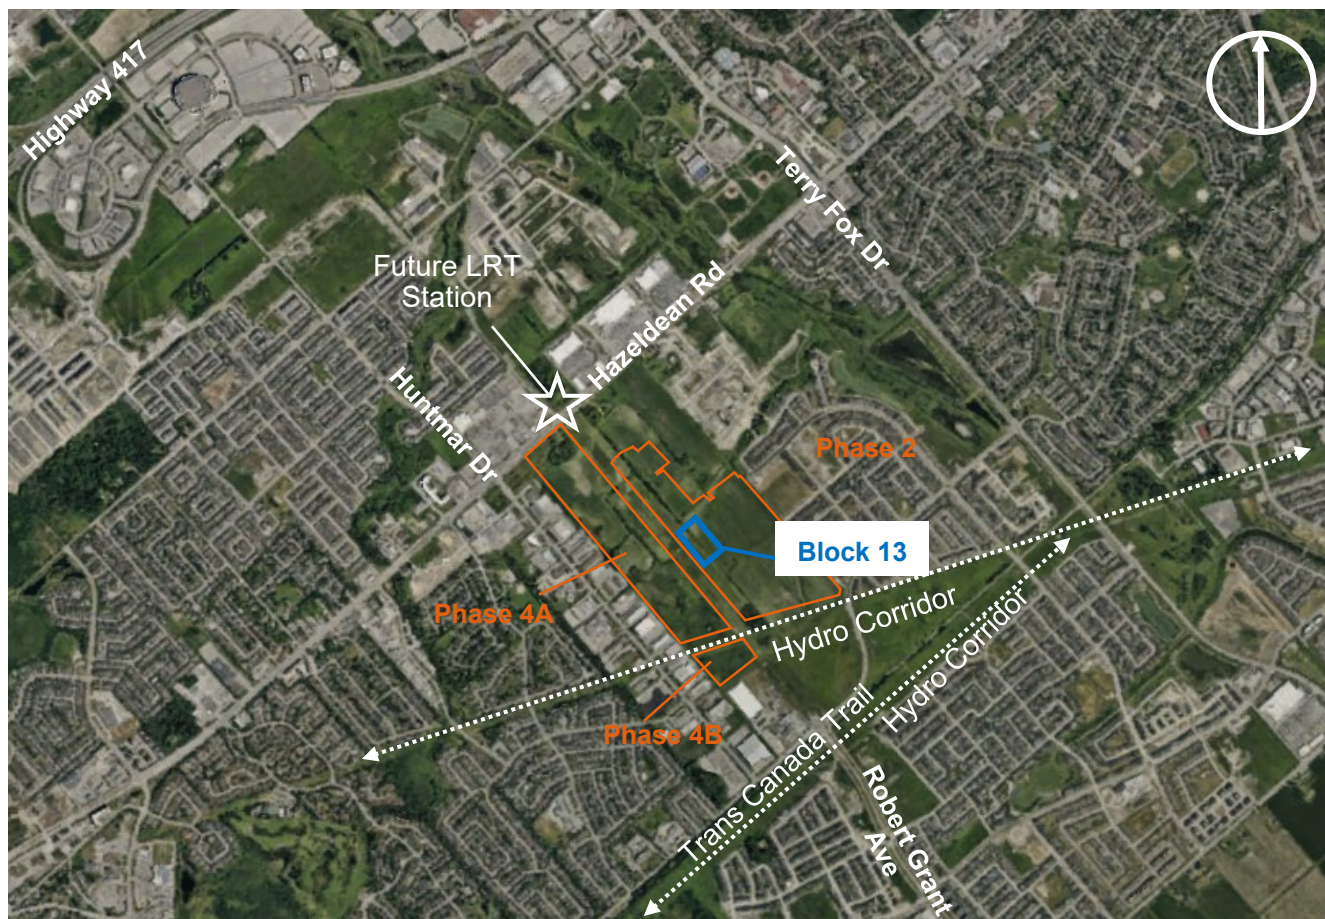 Highway 417
Terry Fox Dr
Future LRT
Station
Hazeldean Rd
Huntmar Dr
Phase 2
Block 13
Phase 4A
Hydro Corridor
Hydro Corridor
Phase 4B
Trans Canada Trail
Robert Grant
Ave